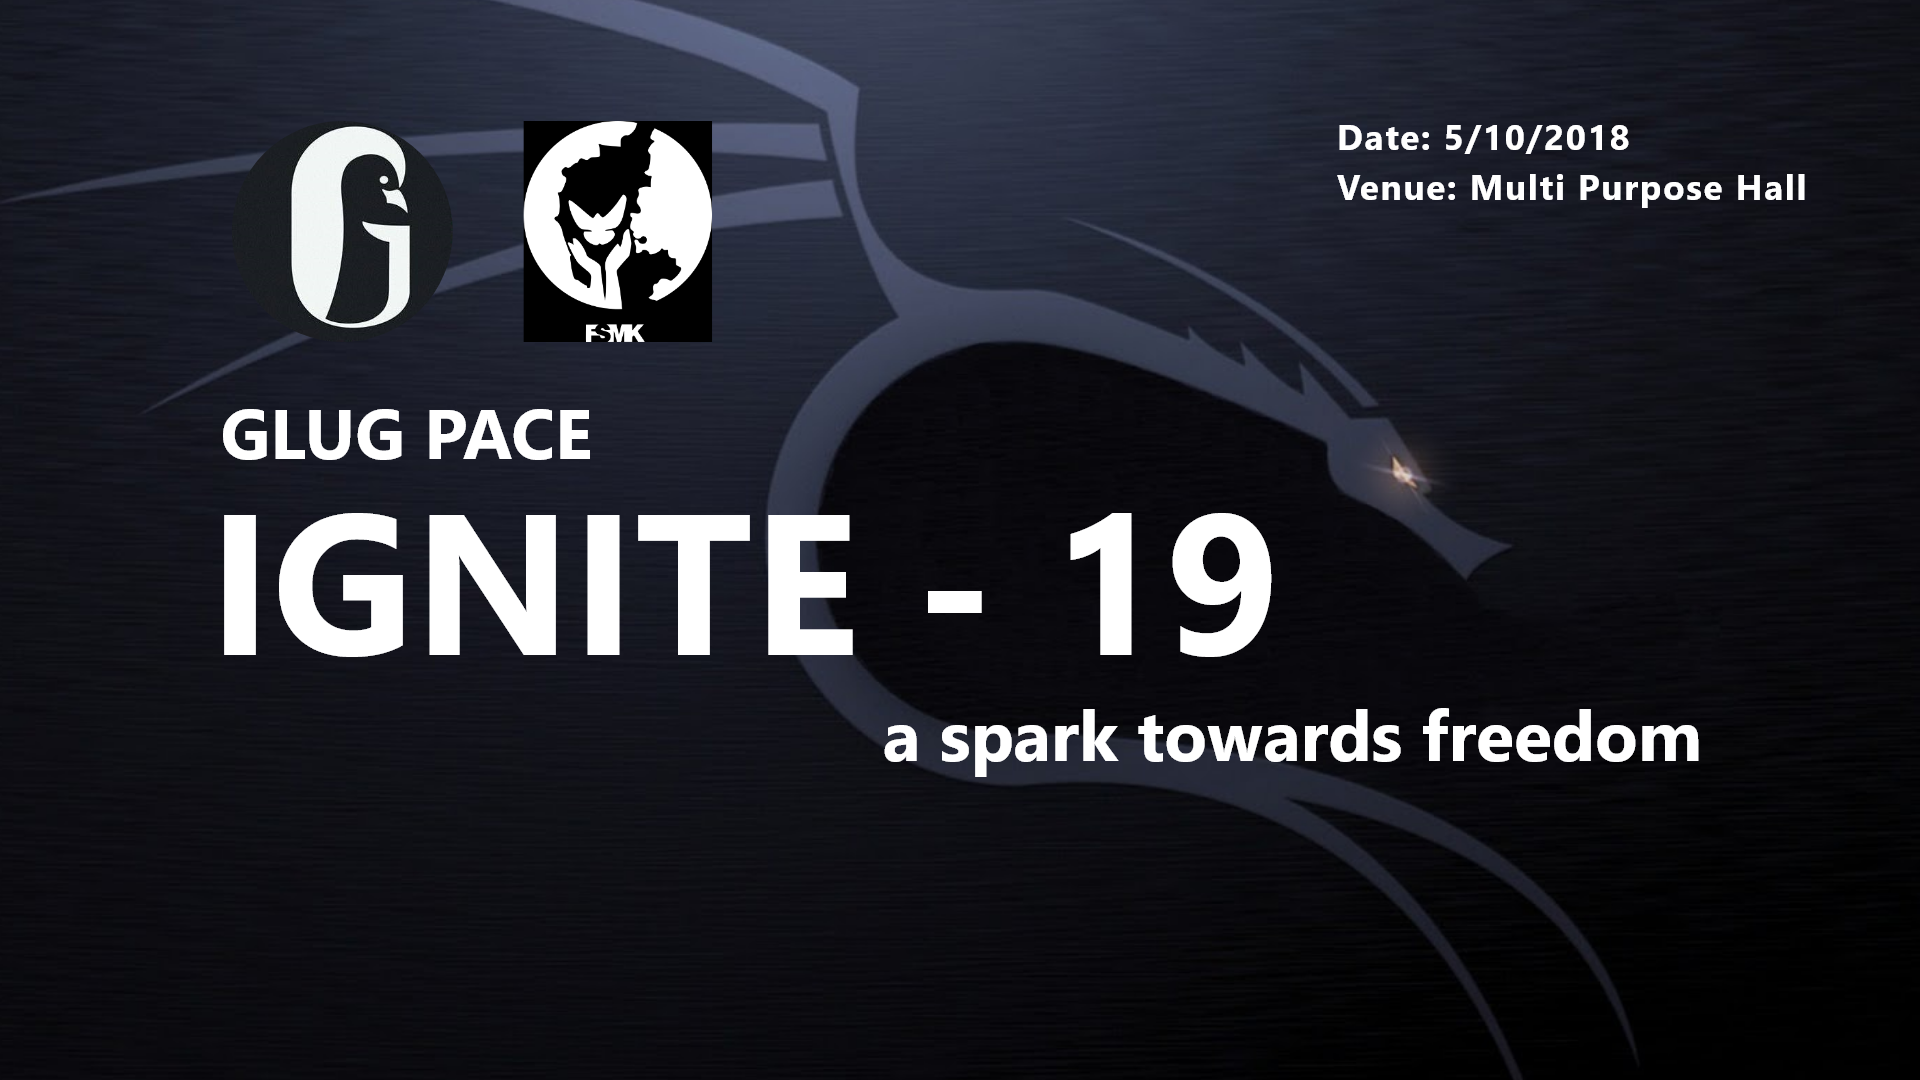 Date: 5/10/2018
Venue: Multi Purpose Hall
FSMK
GLUG PACE
IGNITE - 19
a spark towards freedom